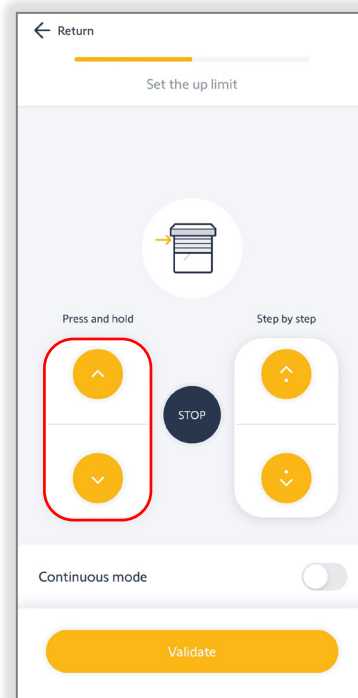 Return
Set the up limit
Press and hold
Step by step
STOP
Continuous mode
Validate